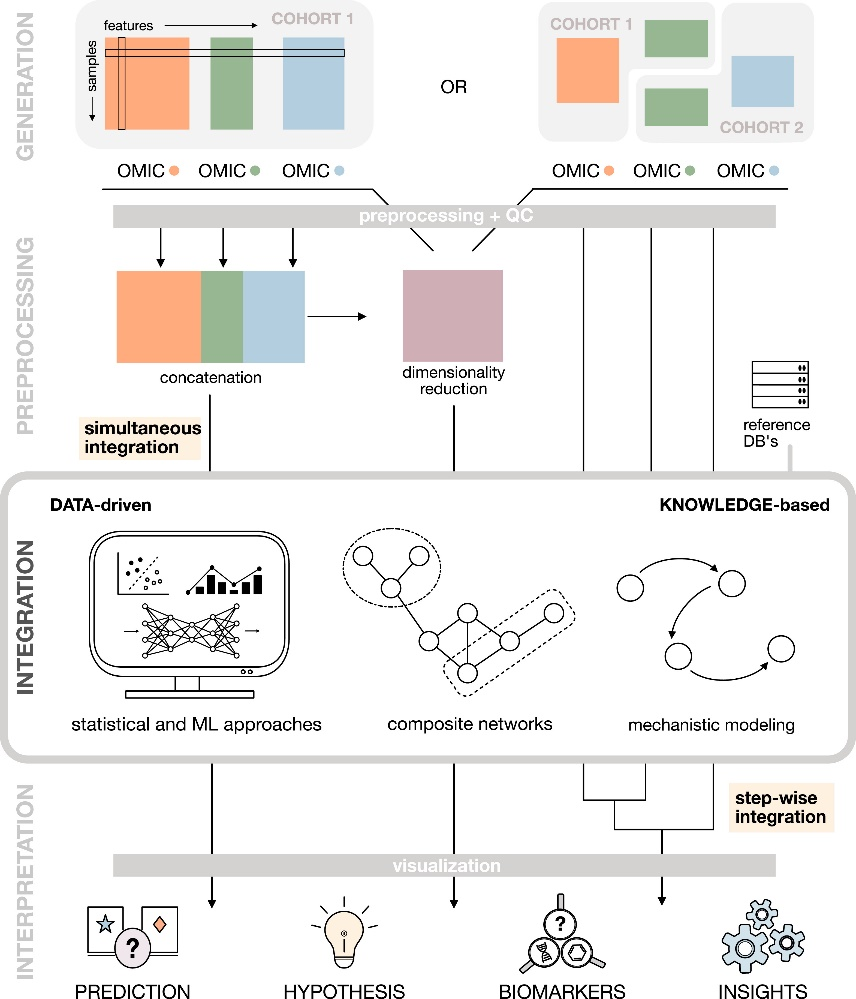 GENERATION
features
COHORT 1
samples
OMIC
OMIC
OMIC
OR
COHORT 1
COHORT 2
OMIC
OMIC
OMIC
preprocessing + QC
PREPROCESSING
concatenation
dimensionality
reduction
reference
DB's
simultaneous
integration
INTEGRATION
DATA-driven
KNOWLEDGE-based
statistical and ML approaches
composite networks
mechanistic modeling
INTERPRETATION
step-wise
integration
visualization
?
?
PREDICTION
HYPOTHESIS
BIOMARKERS
INSIGHTS